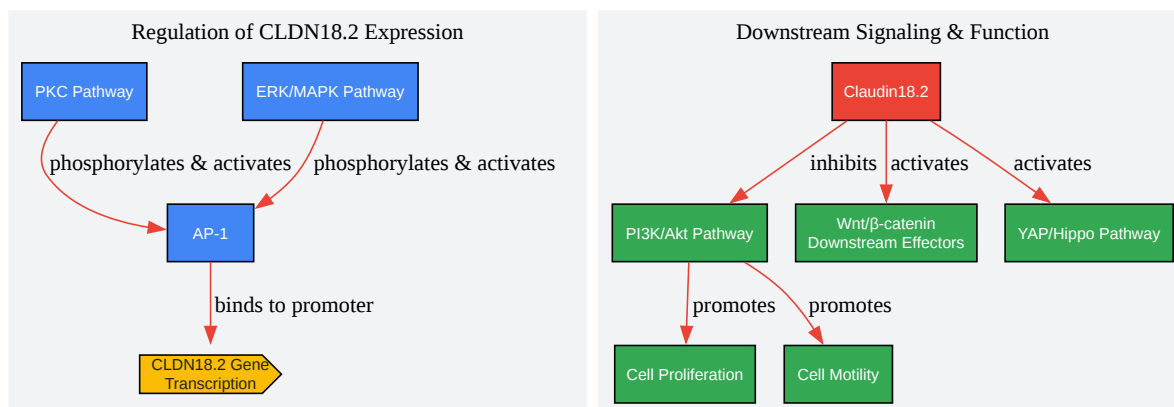 Regulation of CLDN18.2 Expression
PKC Pathway
ERK/MAPK Pathway
phosphorylates & activates
phosphorylates & activates
AP-1
binds to promoter
CLDN18.2 Gene
Transcription
Downstream Signaling & Function
Claudin18.2
inhibits
activates
activates
PI3K/Akt Pathway
Wnt/β-catenin
Downstream Effectors
YAP/Hippo Pathway
promotes
promotes
Cell Proliferation
Cell Motility